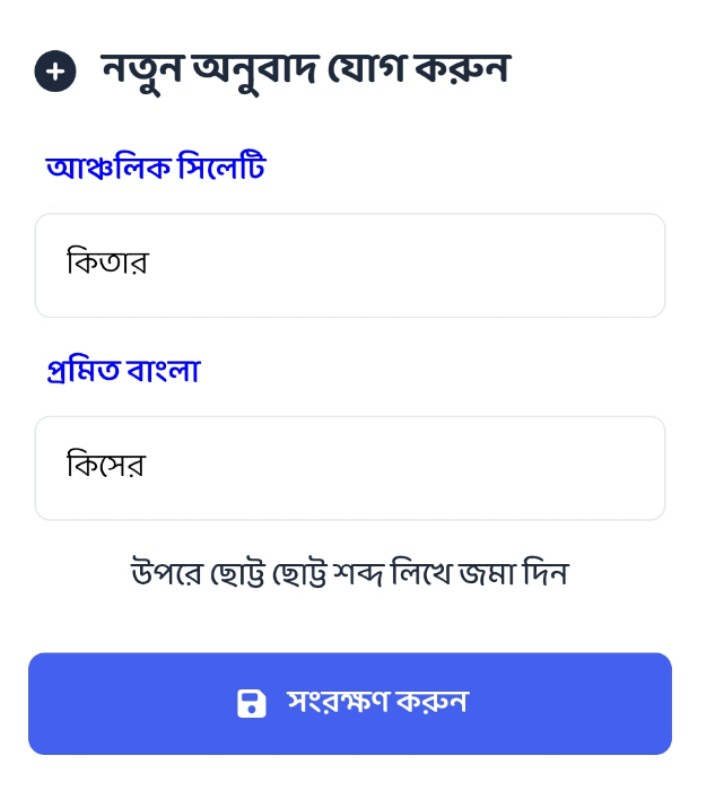 নতুন অনুবাদ যোগ করুন
আঞ্চলিক সিলেটি
কিতার
প্রমিত বাংলা
কিসের
উপরে ছোট্ট ছোট্ট শব্দ লিখে জমা দিন
সংরক্ষণ করুন